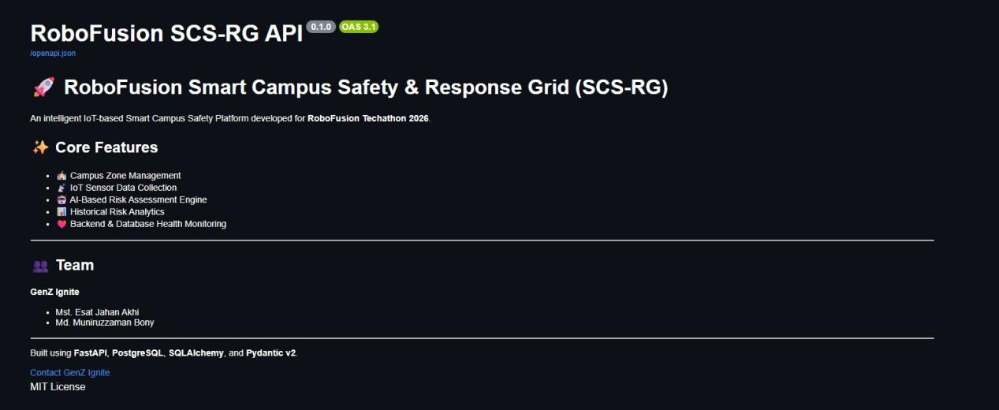 RoboFusion SCS-RG API 0.1.0 OAS 3.1
/openapi.json
🚀 RoboFusion Smart Campus Safety & Response Grid (SCS-RG)
An intelligent IoT-based Smart Campus Safety Platform developed for RoboFusion Techathon 2026.
✨ Core Features
• 🏫 Campus Zone Management
• 📡 IoT Sensor Data Collection
• 🤖 AI-Based Risk Assessment Engine
• 📊 Historical Risk Analytics
• ❤️ Backend & Database Health Monitoring
👥 Team
GenZ Ignite
• Mst. Esat Jahan Akhi
• Md. Muniruzzaman Bony
Built using FastAPI, PostgreSQL, SQLAlchemy, and Pydantic v2.
Contact GenZ Ignite
MIT License